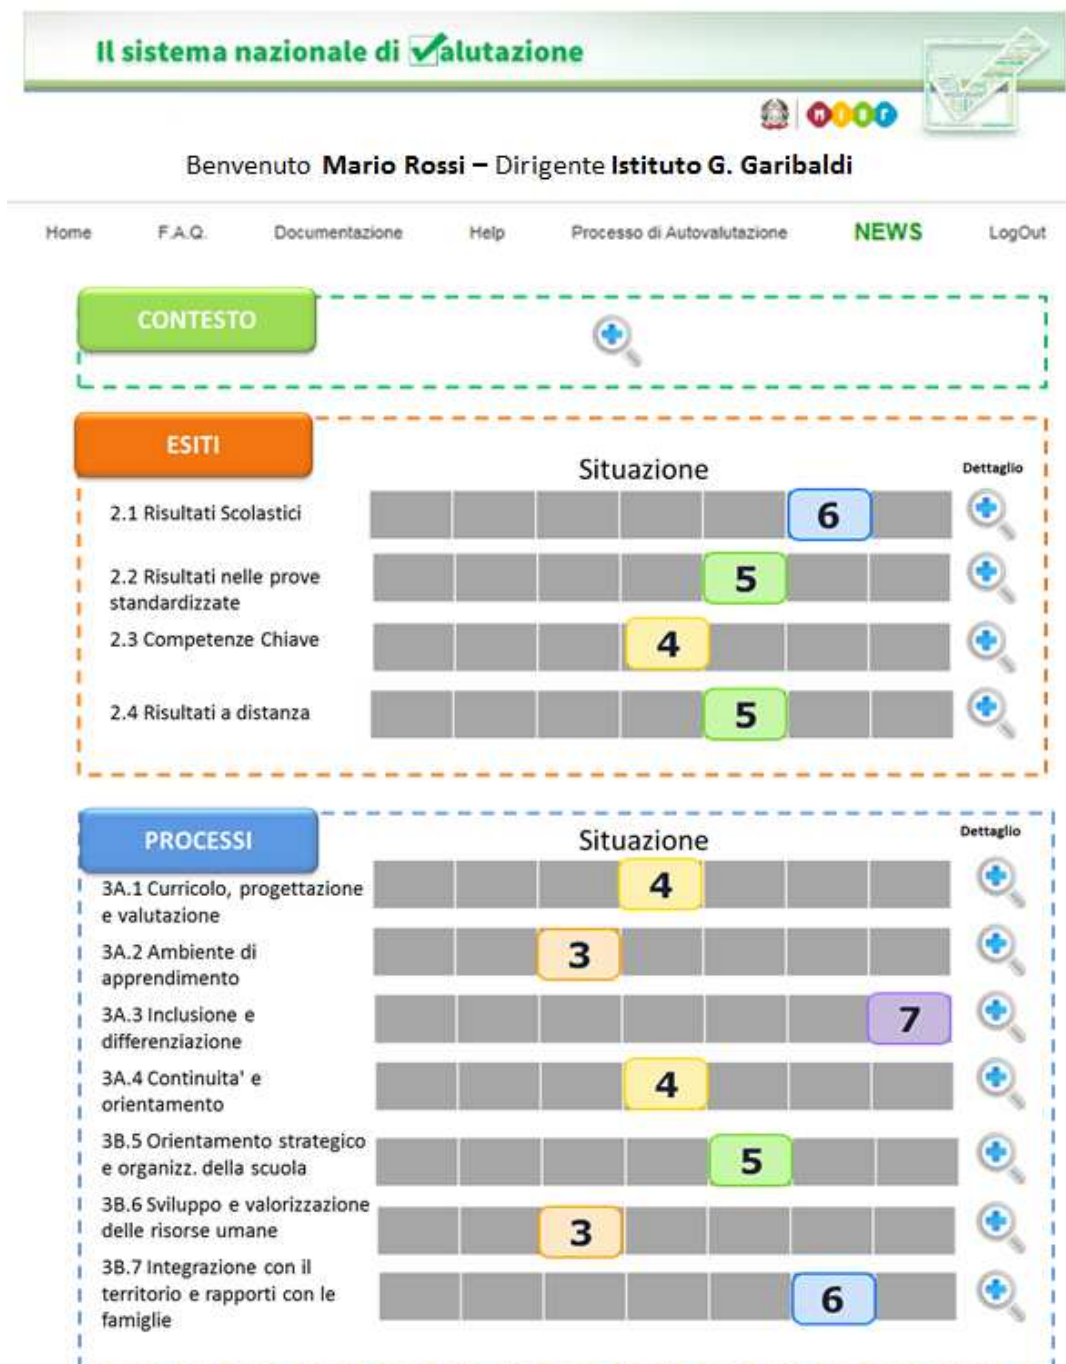 Il sistema nazionale di Valutazione
MIUR
Benvenuto Mario Rossi – Dirigente Istituto G. Garibaldi
Home F.A.Q. Documentazione Help Processo di Autovalutazione NEWS LogOut
CONTESTO
ESITI
Situazione Dettaglio
2.1 Risultati Scolastici 6
2.2 Risultati nelle prove
standardizzate 5
2.3 Competenze Chiave 4
2.4 Risultati a distanza 5
PROCESSI
Situazione Dettaglio
3A.1 Curricolo, progettazione
e valutazione 4
3A.2 Ambiente di
apprendimento 3
3A.3 Inclusione e
differenziazione 7
3A.4 Continuita' e
orientamento 4
3B.5 Orientamento strategico
e organizz. della scuola 5
3B.6 Sviluppo e valorizzazione
delle risorse umane 3
3B.7 Integrazione con il
territorio e rapporti con le
famiglie 6